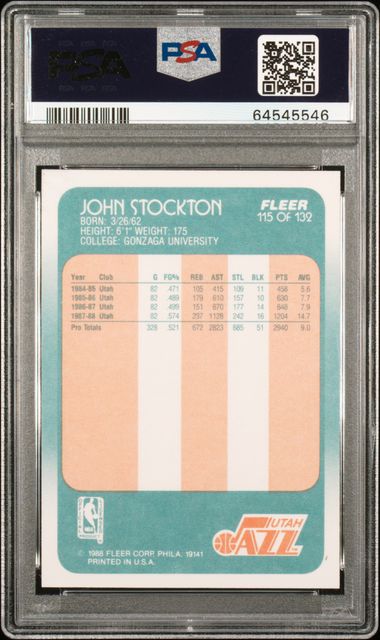 PSA PSA
64545546
JOHN STOCKTON FLEER
BORN: 3/26/62 115 OF 132
HEIGHT: 6'1" WEIGHT: 175
COLLEGE: GONZAGA UNIVERSITY
Year Club G FG% REB AST STL BLK PTS AVG
1984-85 Utah 82 .471 105 415 109 11 458 5.6
1985-86 Utah 82 .489 179 610 157 10 630 7.7
1986-87 Utah 82 .499 151 670 177 14 648 7.9
1987-88 Utah 82 .574 237 1128 242 16 1204 14.7
Pro Totals 328 .521 672 2823 685 51 2940 9.0
UTAH
JAZZ
NBA
© 1988 FLEER CORP. PHILA. 19141
PRINTED IN U.S.A.